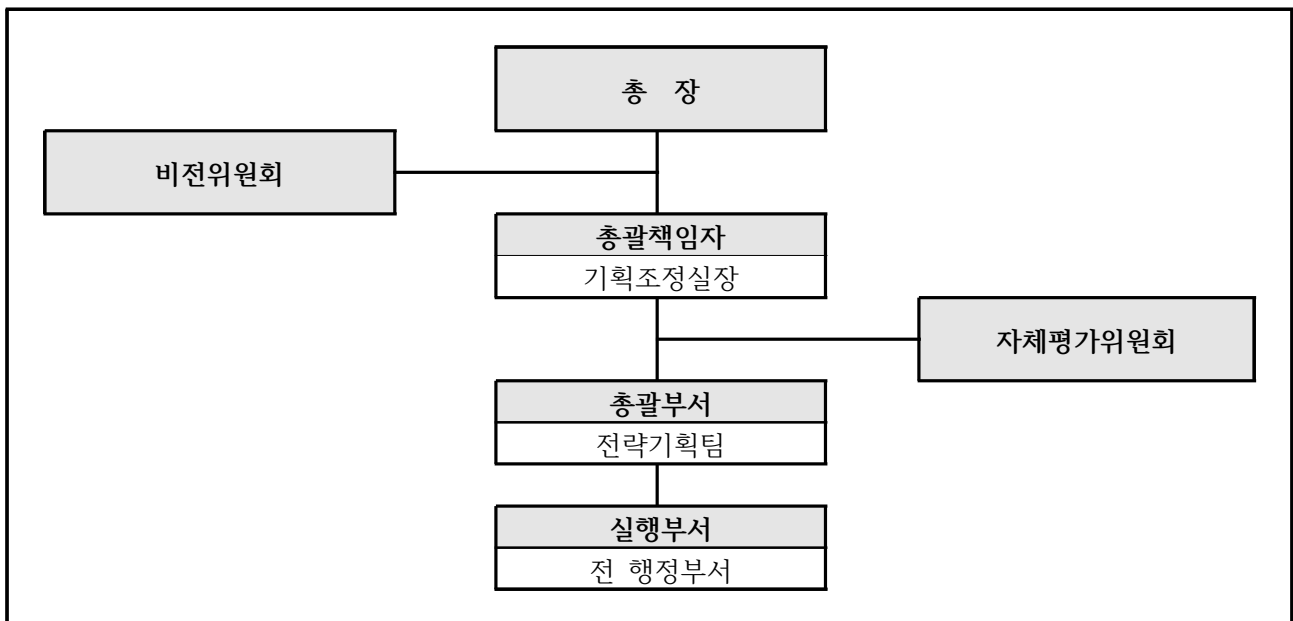 총 장
비전위원회
총괄책임자
기획조정실장
자체평가위원회
총괄부서
전략기획팀
실행부서
전 행정부서